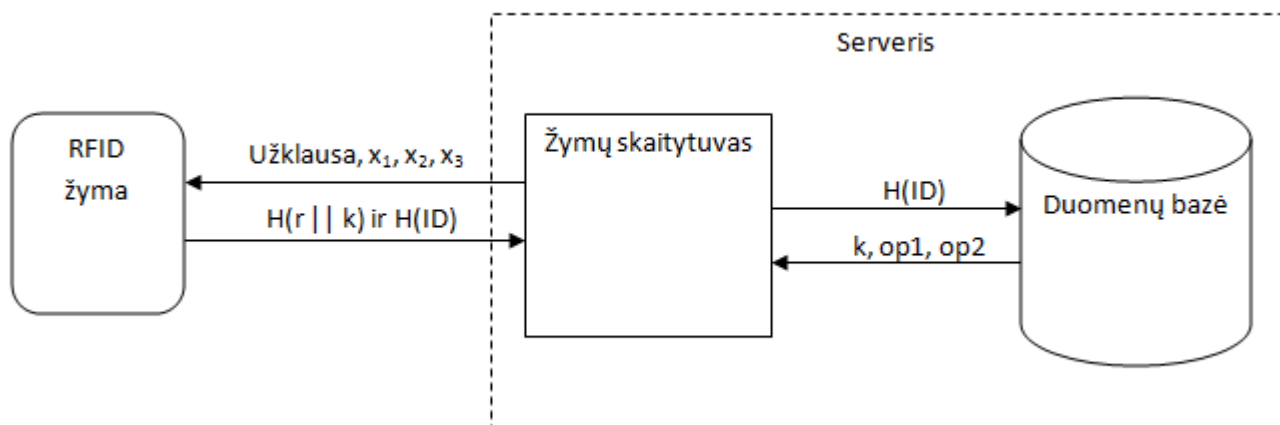 Serveris
RFID
žyma
Užklausa, x₁, x₂, x₃
H(r || k) ir H(ID)
Žymų skaitytuvas
H(ID)
k, op1, op2
Duomenų bazė